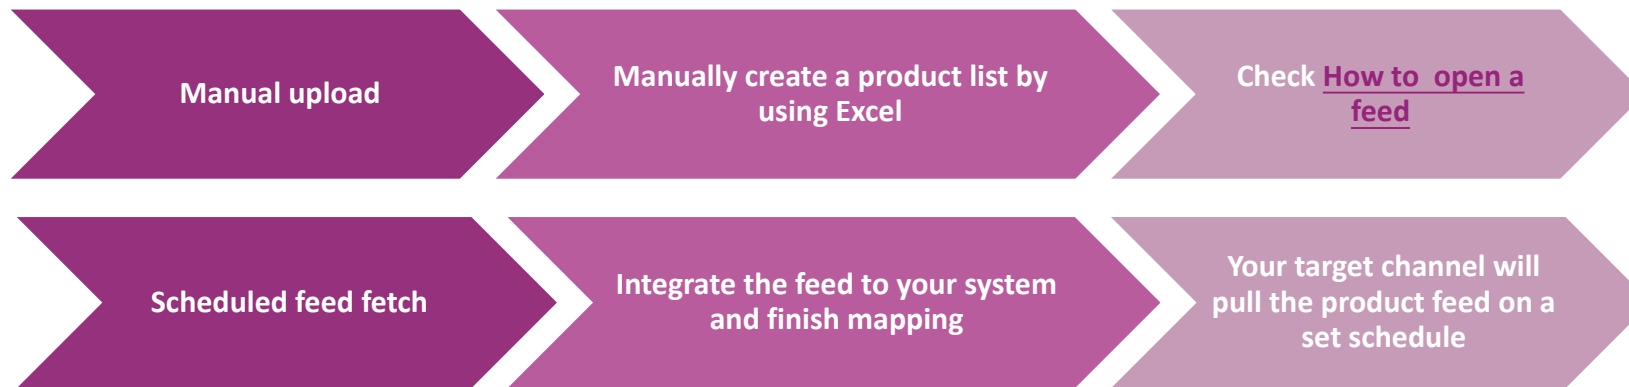 Manual upload
Manually create a product list by
using Excel
Check How to  open a
feed
Scheduled feed fetch
Integrate the feed to your system
and finish mapping
Your target channel will
pull the product feed on a
set schedule